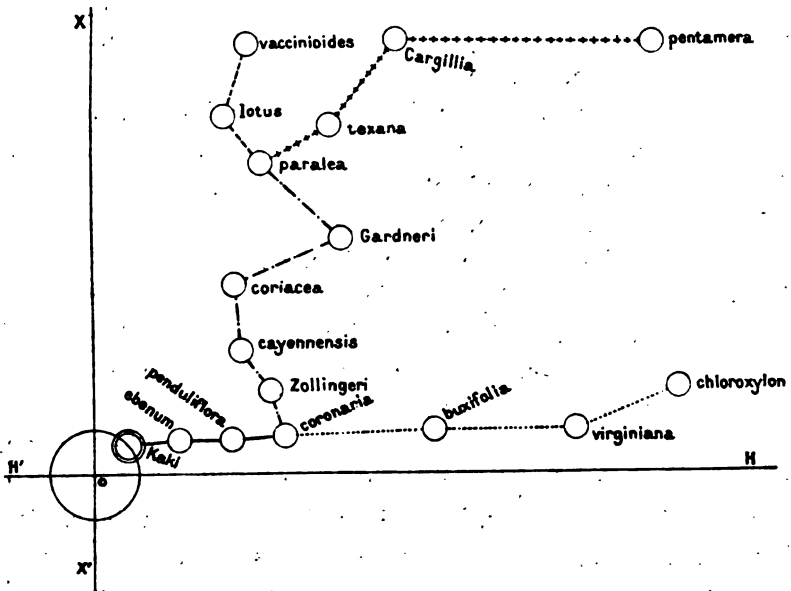 X
vaccinioides
Cargillia
pentamera
lotus
texana
paralea
Gardneri
coriacea
cayennensis
Zollingeri
penduliflora
ebenum
coronaria
buxifolia
chloroxylon
virginiana
Kaki
H'
H
o
X'